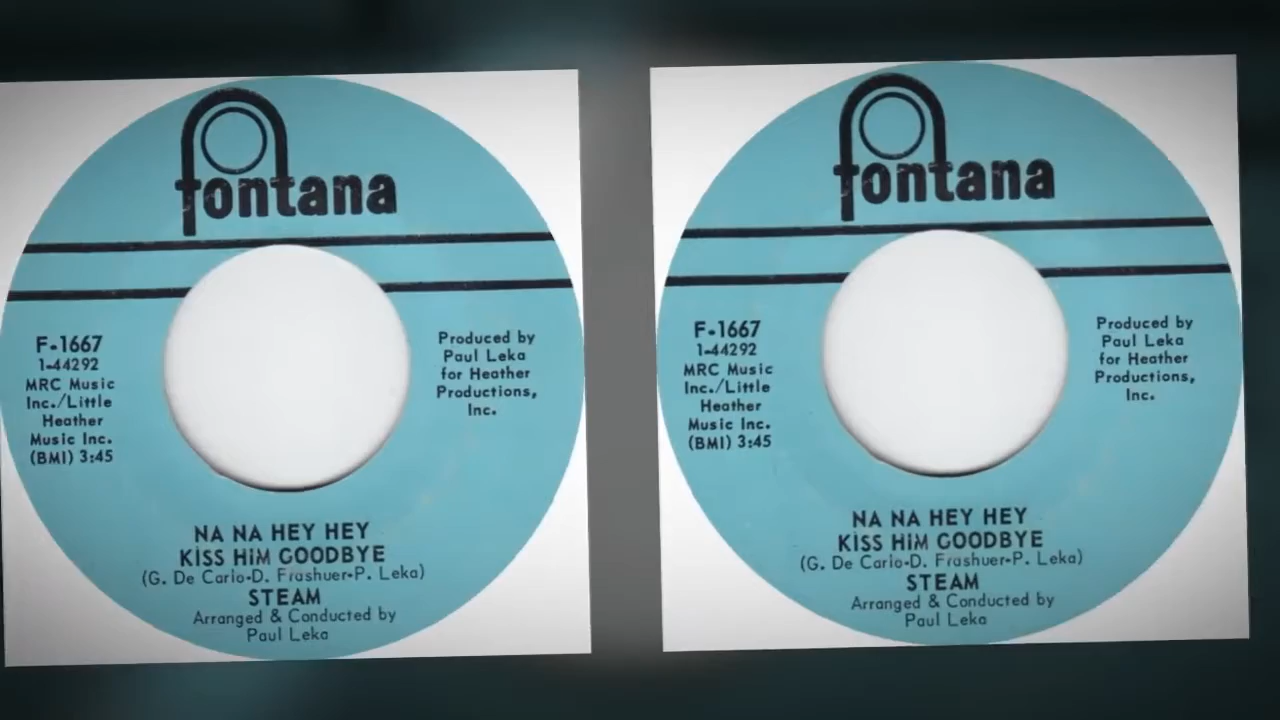 fontana
F-1667
1-44292
MRC Music
Inc./Little
Heather
Music Inc.
(BMI) 3:45
Produced by
Paul Leka
for Heather
Productions,
Inc.
NA NA HEY HEY
KISS HIM GOODBYE
(G. De Carlo-D. Frashuer-P. Leka)
STEAM
Arranged & Conducted by
Paul Leka
fontana
F-1667
1-44292
MRC Music
Inc./Little
Heather
Music Inc.
(BMI) 3:45
Produced by
Paul Leka
for Heather
Productions,
Inc.
NA NA HEY HEY
KISS HIM GOODBYE
(G. De Carlo-D. Frashuer-P. Leka)
STEAM
Arranged & Conducted by
Paul Leka